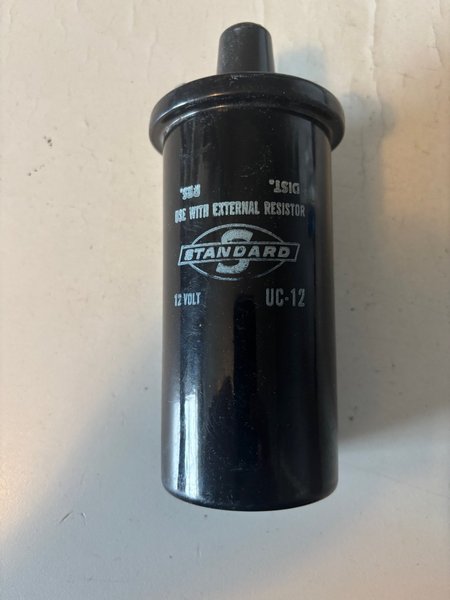 DIST.
USE WITH EXTERNAL RESISTOR
S
STANDARD
12 VOLT UC-12